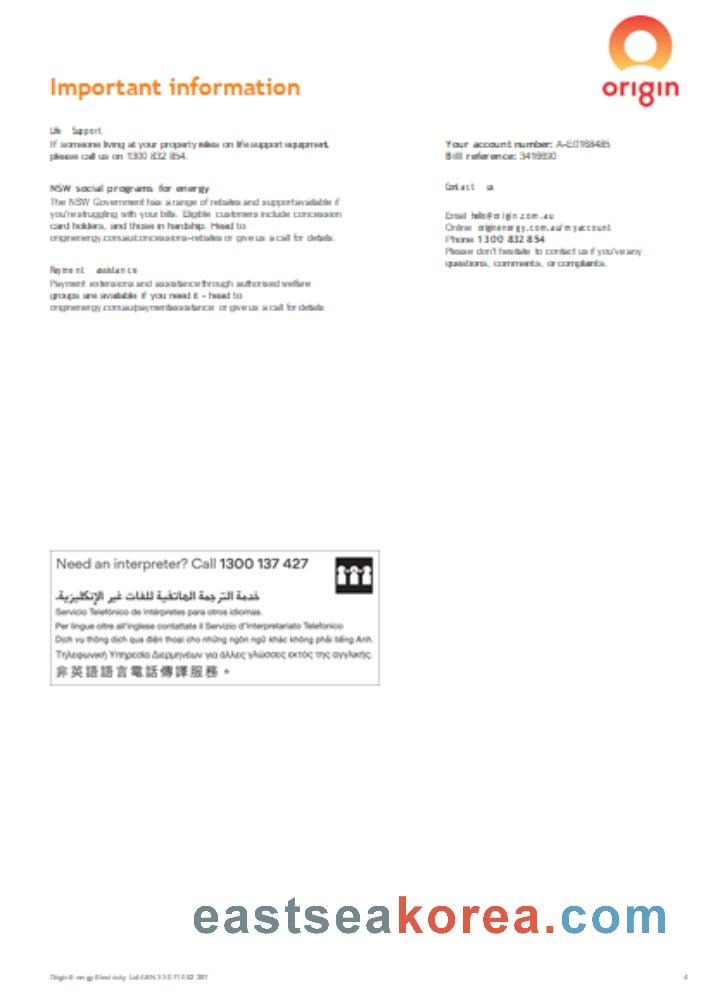 origin
Important information
Life Support
If someone living at your property relies on life support equipment,
please call us on 1300 832 854.
NSW social programs for energy
The NSW Government has a range of rebates and support available if
you're struggling with your bills. Eligible customers include concession
card holders, and those in hardship. Head to
originenergy.com.au/concessions-rebates or give us a call for details.
Payment assistance
Payment extensions and assistance through authorised welfare
groups are available if you need it - head to
originenergy.com.au/paymentassistance or give us a call for details
Your account number: A-E0168485
Bill reference:
Contact us
Email hello@origin.com.au
Online originenergy.com.au/myaccount
Phone 1300 832 854
Please don't hesitate to contact us if you've any
questions, comments, or complaints.
Need an interpreter? Call 1300 137 427
خدمة الترجمة الهاتفية للغات غير الإنكليزية.
Servicio Telefónico de Intérpretes para otros idiomas.
Per lingue oltre all'inglese contattate il Servizio d'Interpretariato Telefonico
Dịch vụ thông dịch qua điện thoại cho những ngôn ngữ khác không phải tiếng Anh.
Τηλεφωνική Υπηρεσία Διερμηνέων για άλλες γλώσσες εκτός της αγγλικής.
非英語語言電話傳譯服務。
eastseakorea.com
Origin Energy Electricity Ltd ABN 33 071 052 287
4